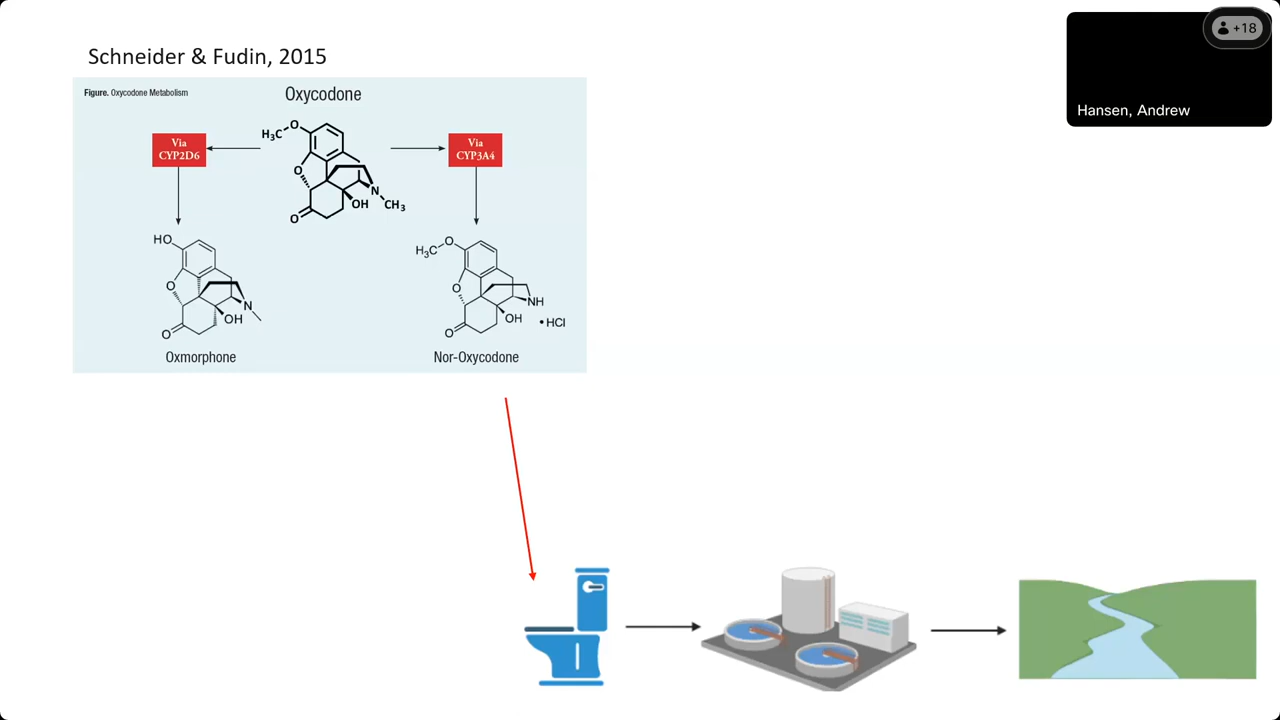 Schneider & Fudin, 2015
+18
Hansen, Andrew
Figure. Oxycodone Metabolism
Oxycodone
Via
CYP2D6
H₃C
O
O
O
OH
N
CH₃
Via
CYP3A4
HO
O
O
OH
N
Oxmorphone
H₃C
O
O
O
OH
NH
• HCl
Nor-Oxycodone